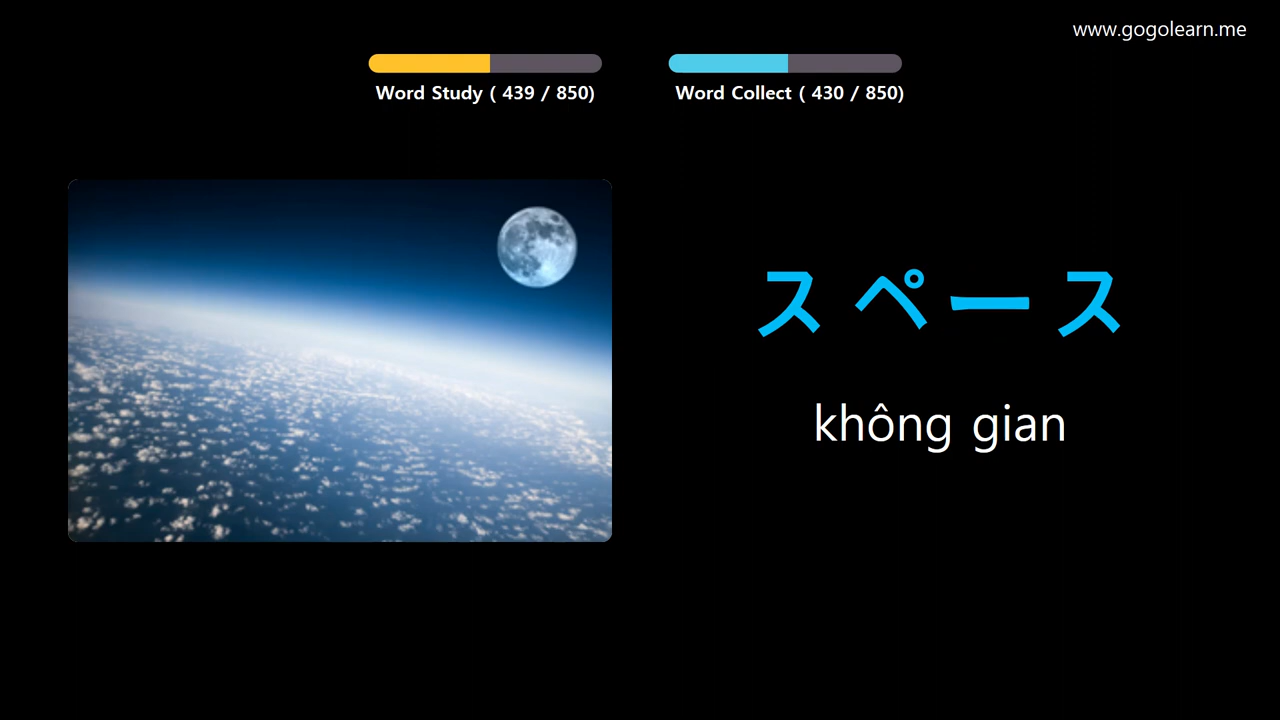 www.gogolearn.me
Word Study ( 439 / 850)
Word Collect ( 430 / 850)
スペース
không gian